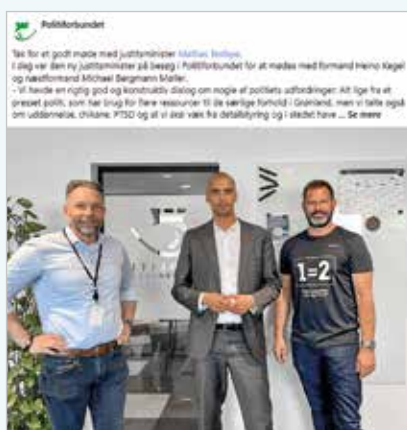 Politiforbundet
Tak for et godt møde med justitsminister
I dag var den ny justitsminister på besøg i Politiforbundet for at mødes med formand Heino Kegel
og næstformand Michael Bergmann Møller.
- Vi havde en rigtig god og konstruktiv dialog om nogle af politiets udfordringer: Alt lige fra et
presset politi, som har brug for flere ressourcer til de særlige forhold i Grønland, men vi talte også
om uddannelse, chikane, PTSD og at vi skal væk fra detailstyring og i stedet have ... Se mere
1=2